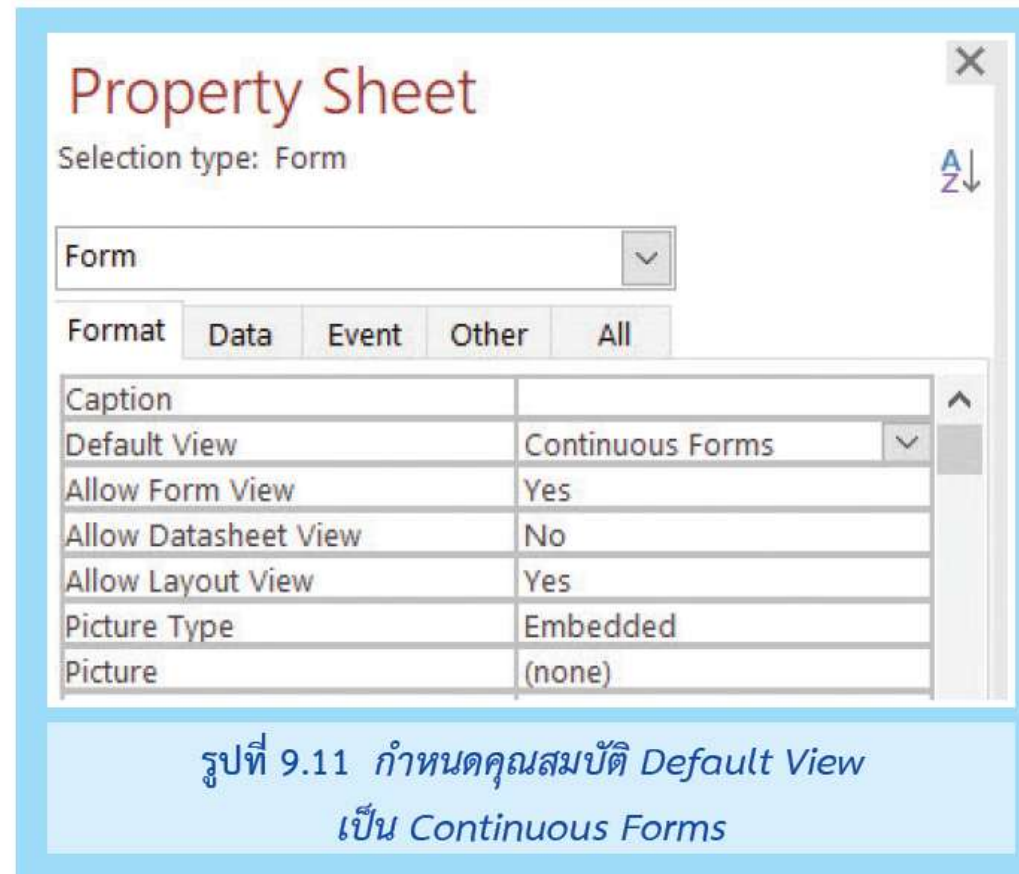 Property Sheet
Selection type: Form
Form
Format Data Event Other All
Caption
Default View Continuous Forms
Allow Form View Yes
Allow Datasheet View No
Allow Layout View Yes
Picture Type Embedded
Picture (none)
รูปที่ 9.11 กำหนดคุณสมบัติ Default View
เป็น Continuous Forms